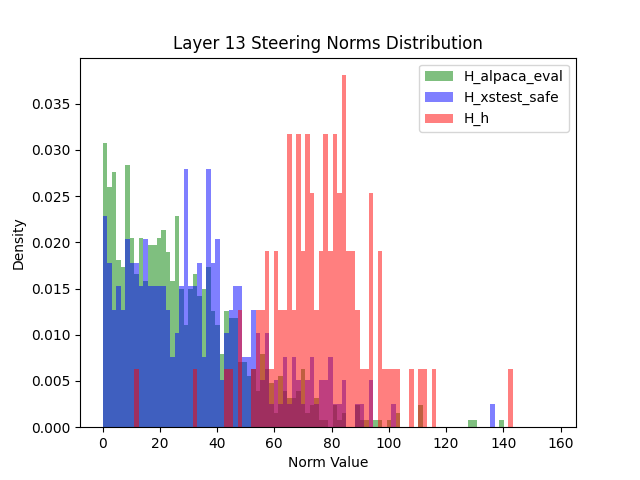 Layer 13 Steering Norms Distribution
H_alpaca_eval
H_xstest_safe
H_h
Density
0.035
0.030
0.025
0.020
0.015
0.010
0.005
0.000
0 20 40 60 80 100 120 140 160
Norm Value